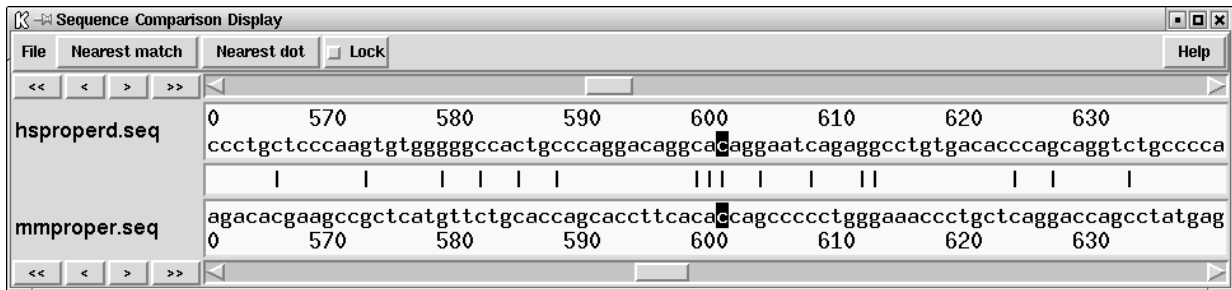 Sequence Comparison Display
File Nearest match Nearest dot Lock Help
<< < > >>
0 570 580 590 600 610 620 630
hsproperd.seq
ccctgctcccaagtgtgggggccactgcccaggacaggcacaggaatcagaggcctgtgacacccagcaggtctgcccca
agacacgaagccgctcatgttctgcaccagcaccttcacaccagccccctgggaaaccctgctcaggaccagcctatgag
mmproper.seq
0 570 580 590 600 610 620 630
<< < > >>